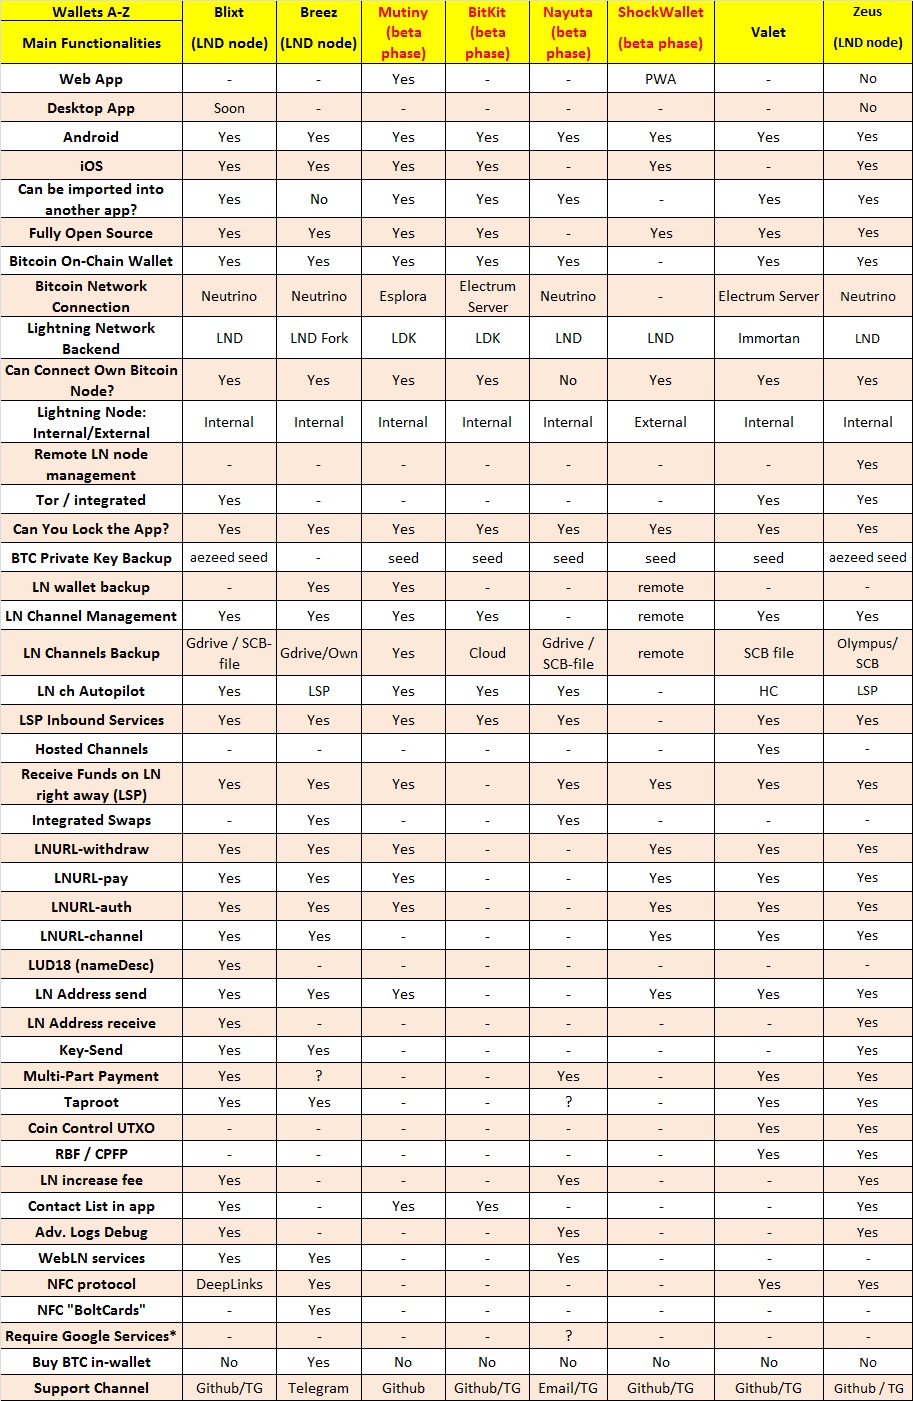 Wallets A-Z | Blixt (LND node) | Breez (LND node) | Mutiny (beta phase) | BitKit (beta phase) | Nayuta (beta phase) | ShockWallet (beta phase) | Valet | Zeus (LND node)
Main Functionalities
Web App | - | - | Yes | - | - | PWA | - | No
Desktop App | Soon | - | - | - | - | - | - | No
Android | Yes | Yes | Yes | Yes | Yes | Yes | Yes | Yes
iOS | Yes | Yes | Yes | Yes | - | Yes | - | Yes
Can be imported into another app? | Yes | No | Yes | Yes | Yes | - | Yes | Yes
Fully Open Source | Yes | Yes | Yes | Yes | - | Yes | Yes | Yes
Bitcoin On-Chain Wallet | Yes | Yes | Yes | Yes | Yes | - | Yes | Yes
Bitcoin Network Connection | Neutrino | Neutrino | Esplora | Electrum Server | Neutrino | - | Electrum Server | Neutrino
Lightning Network Backend | LND | LND Fork | LDK | LDK | LND | LND | Immortan | LND
Can Connect Own Bitcoin Node? | Yes | Yes | Yes | Yes | No | Yes | Yes | Yes
Lightning Node: Internal/External | Internal | Internal | Internal | Internal | Internal | External | Internal | Internal
Remote LN node management | - | - | - | - | - | - | - | Yes
Tor / integrated | Yes | - | - | - | - | - | Yes | Yes
Can You Lock the App? | Yes | Yes | Yes | Yes | Yes | Yes | Yes | Yes
BTC Private Key Backup | aezeed seed | - | seed | seed | seed | seed | seed | aezeed seed
LN wallet backup | - | Yes | Yes | - | - | remote | - | -
LN Channel Management | Yes | Yes | Yes | Yes | - | remote | Yes | Yes
LN Channels Backup | Gdrive / SCB-file | Gdrive/Own | Yes | Cloud | Gdrive / SCB-file | remote | SCB file | Olympus/ SCB
LN ch Autopilot | Yes | LSP | Yes | Yes | Yes | - | HC | LSP
LSP Inbound Services | Yes | Yes | Yes | Yes | Yes | - | Yes | Yes
Hosted Channels | - | - | - | - | - | - | Yes | -
Receive Funds on LN right away (LSP) | Yes | Yes | Yes | - | Yes | Yes | Yes | Yes
Integrated Swaps | - | Yes | - | - | Yes | - | - | -
LNURL-withdraw | Yes | Yes | Yes | - | - | Yes | Yes | Yes
LNURL-pay | Yes | Yes | Yes | - | - | Yes | Yes | Yes
LNURL-auth | Yes | Yes | Yes | - | - | Yes | Yes | Yes
LNURL-channel | Yes | Yes | - | - | - | Yes | Yes | Yes
LUD18 (nameDesc) | Yes | - | - | - | - | - | - | -
LN Address send | Yes | Yes | Yes | - | - | Yes | Yes | Yes
LN Address receive | Yes | - | - | - | - | - | - | Yes
Key-Send | Yes | Yes | - | - | - | - | - | Yes
Multi-Part Payment | Yes | ? | - | - | Yes | - | Yes | Yes
Taproot | Yes | Yes | - | - | ? | - | Yes | Yes
Coin Control UTXO | - | - | - | - | - | - | Yes | Yes
RBF / CPFP | - | - | - | - | - | - | Yes | Yes
LN increase fee | Yes | - | - | - | Yes | - | - | Yes
Contact List in app | Yes | - | Yes | Yes | - | - | - | Yes
Adv. Logs Debug | Yes | - | - | - | Yes | - | - | Yes
WebLN services | Yes | Yes | - | - | Yes | - | - | -
NFC protocol | DeepLinks | Yes | - | - | - | - | Yes | Yes
NFC "BoltCards" | - | Yes | - | - | - | - | - | -
Require Google Services* | - | - | - | - | ? | - | - | -
Buy BTC in-wallet | No | Yes | No | No | No | No | No | No
Support Channel | Github/TG | Telegram | Github | Github/TG | Email/TG | Github/TG | Github/TG | Github / TG